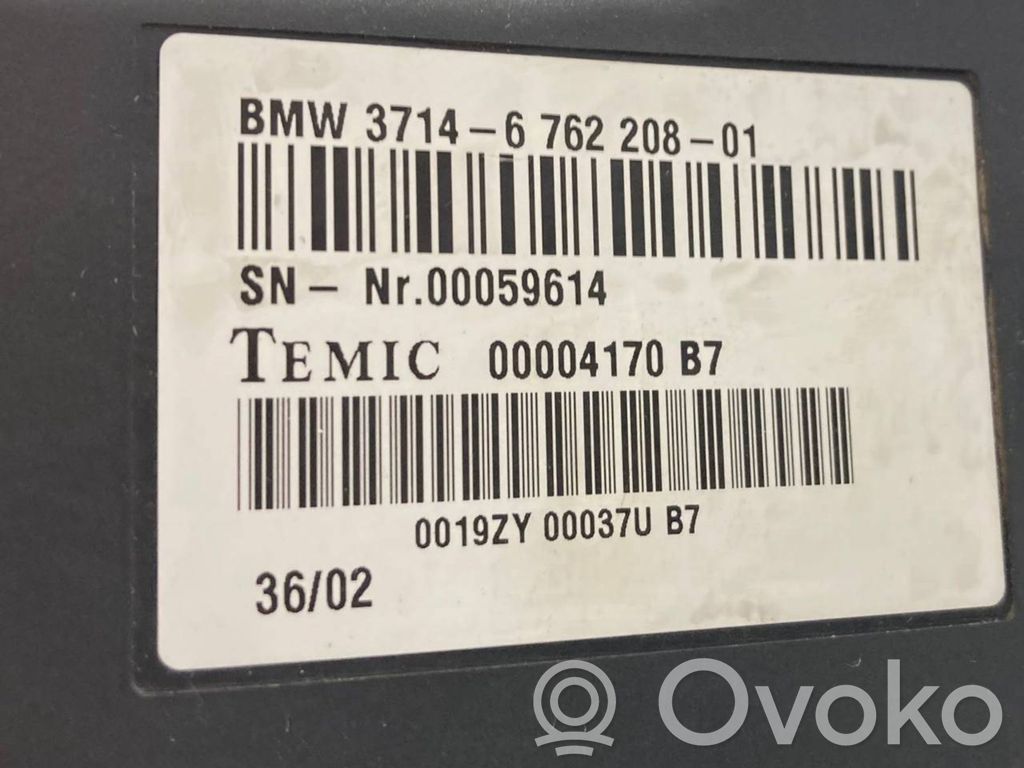 BMW 3714-6 762 208-01
SN- Nr.00059614
TEMIC 00004170 B7
0019ZY 00037U B7
36/02
Ovoko